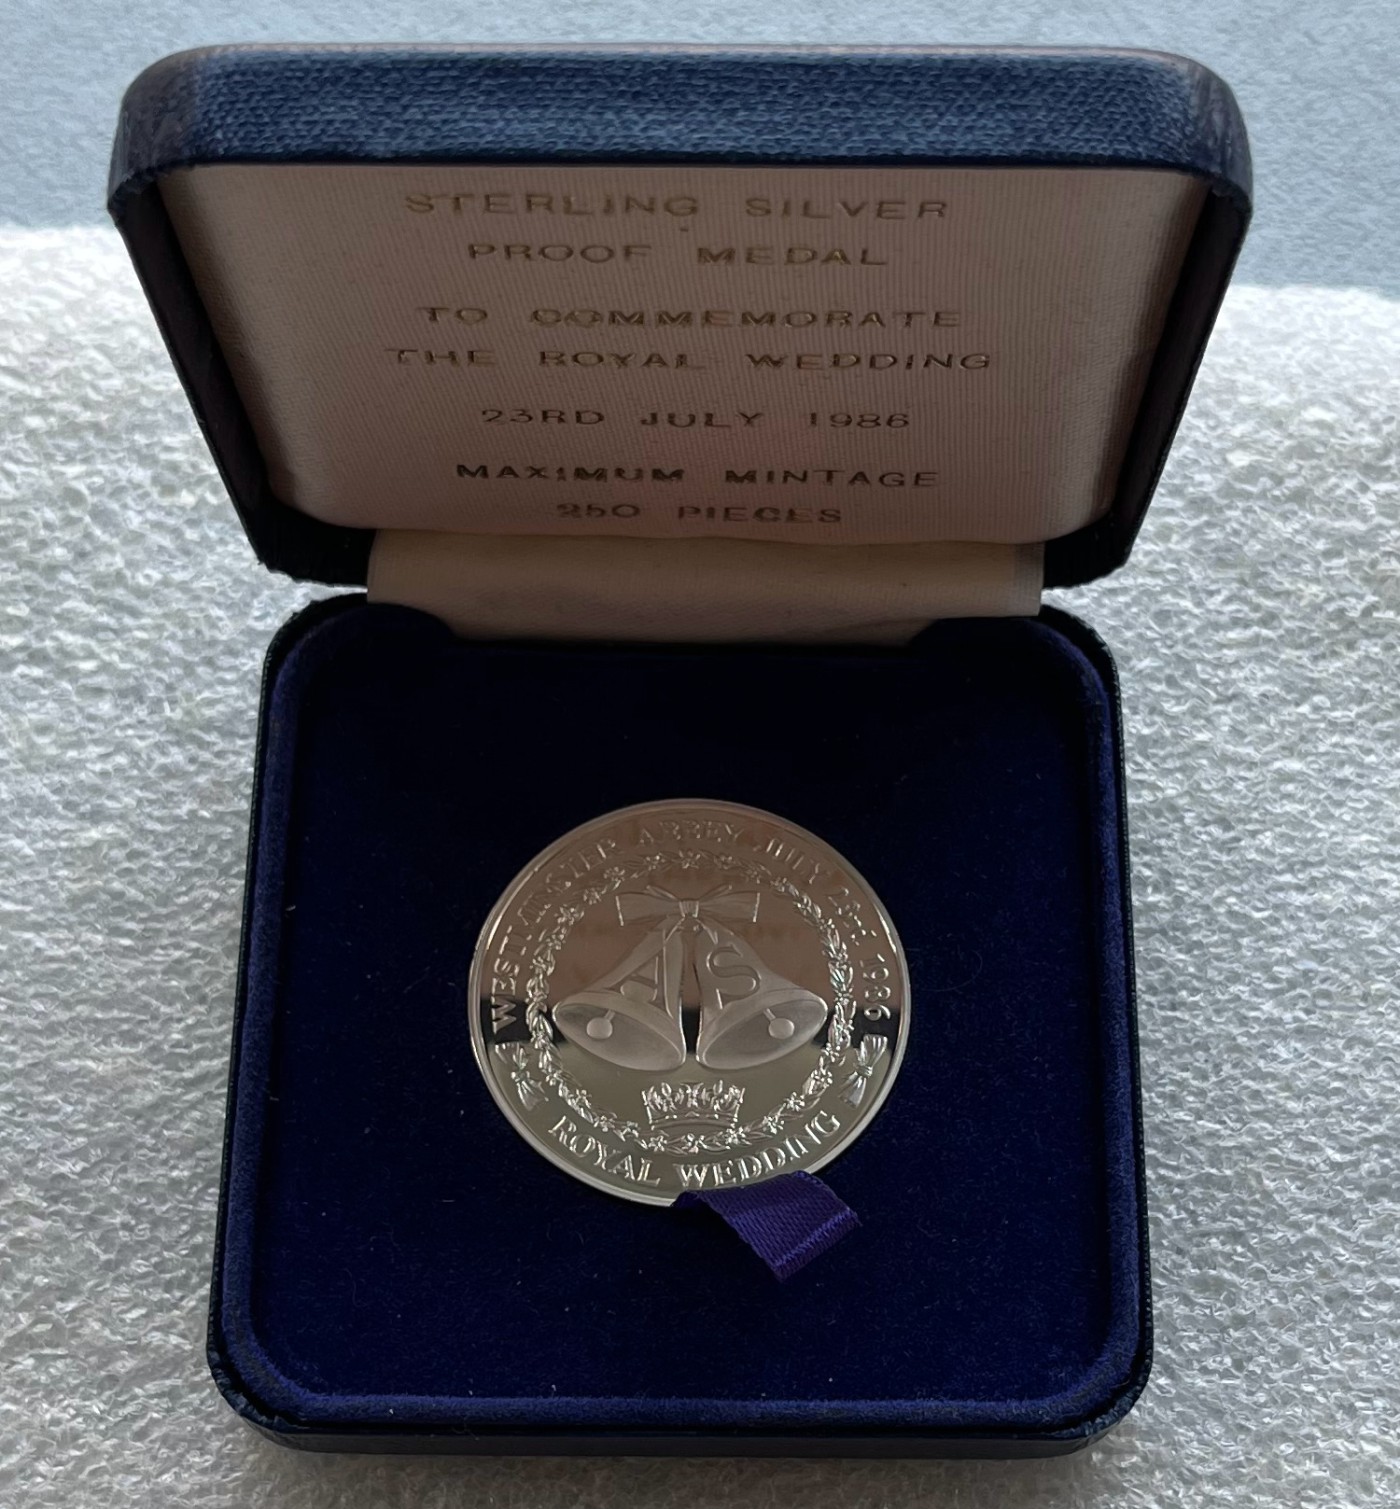 STERLING SILVER
PROOF MEDAL
TO COMMEMORATE
THE ROYAL WEDDING
23RD JULY 1986
MAXIMUM MINTAGE
250 PIECES
WESTMINSTER ABBEY JULY 23rd. 1986
A S
ROYAL WEDDING